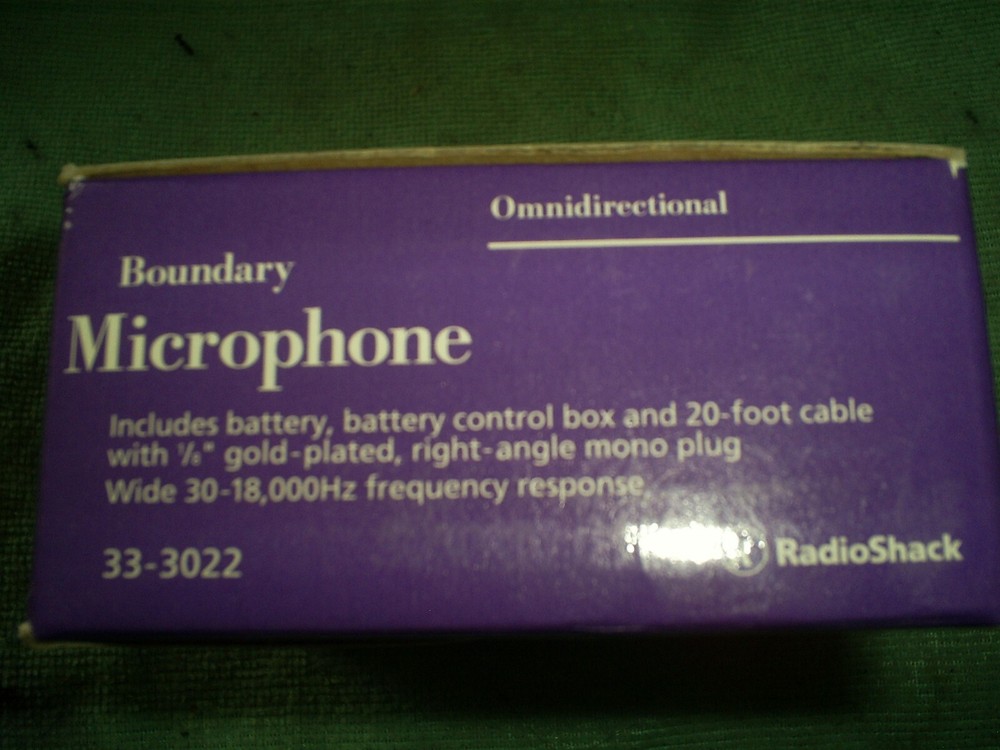 Omnidirectional
Boundary
Microphone
Includes battery, battery control box and 20-foot cable
with ⅛" gold-plated, right-angle mono plug
Wide 30-18,000Hz frequency response.
33-3022
RadioShack